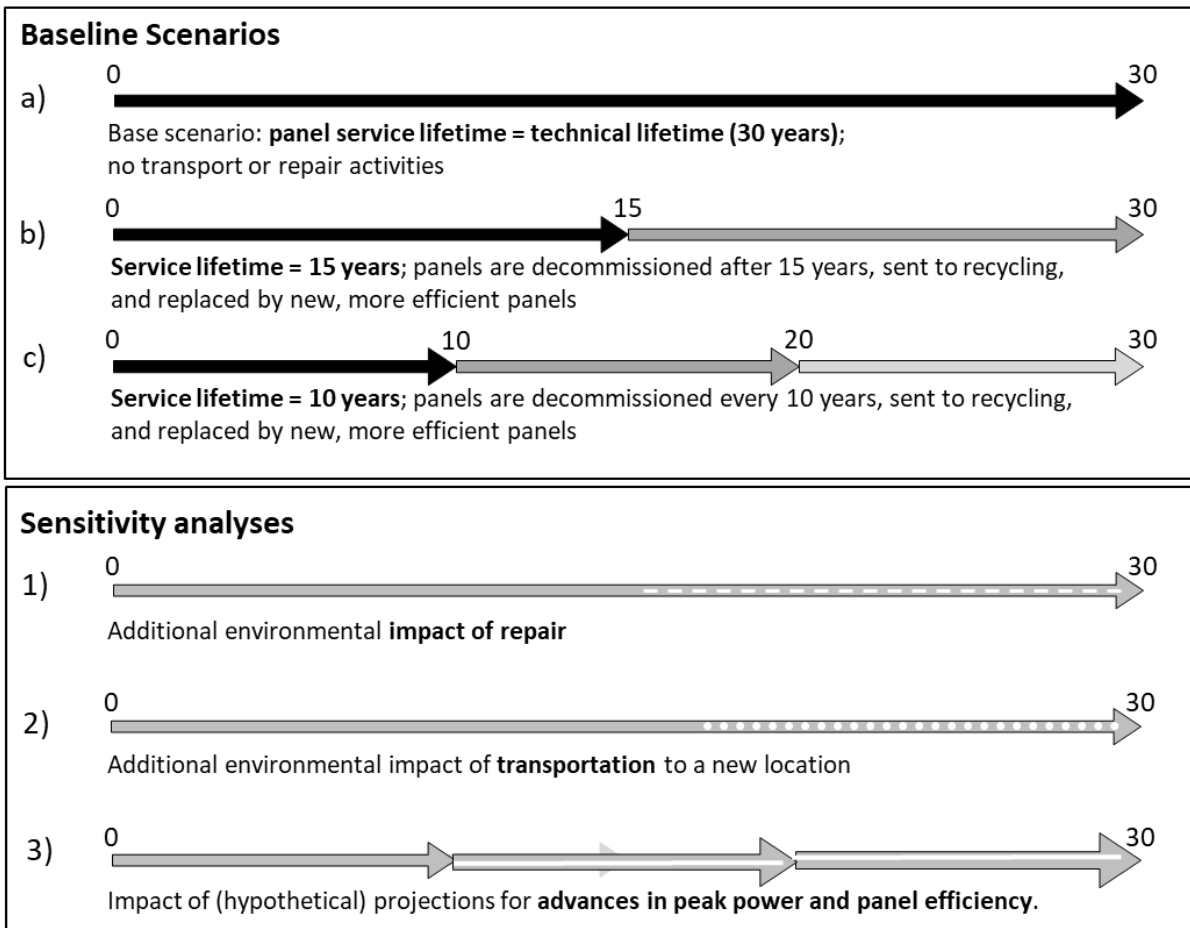 Baseline Scenarios
0 30
a)
Base scenario: panel service lifetime = technical lifetime (30 years);
no transport or repair activities
0 15 30
b)
Service lifetime = 15 years; panels are decommissioned after 15 years, sent to recycling,
and replaced by new, more efficient panels
0 10 20 30
c)
Service lifetime = 10 years; panels are decommissioned every 10 years, sent to recycling,
and replaced by new, more efficient panels
Sensitivity analyses
0 30
1)
Additional environmental impact of repair
0 30
2)
Additional environmental impact of transportation to a new location
0 30
3)
Impact of (hypothetical) projections for advances in peak power and panel efficiency.